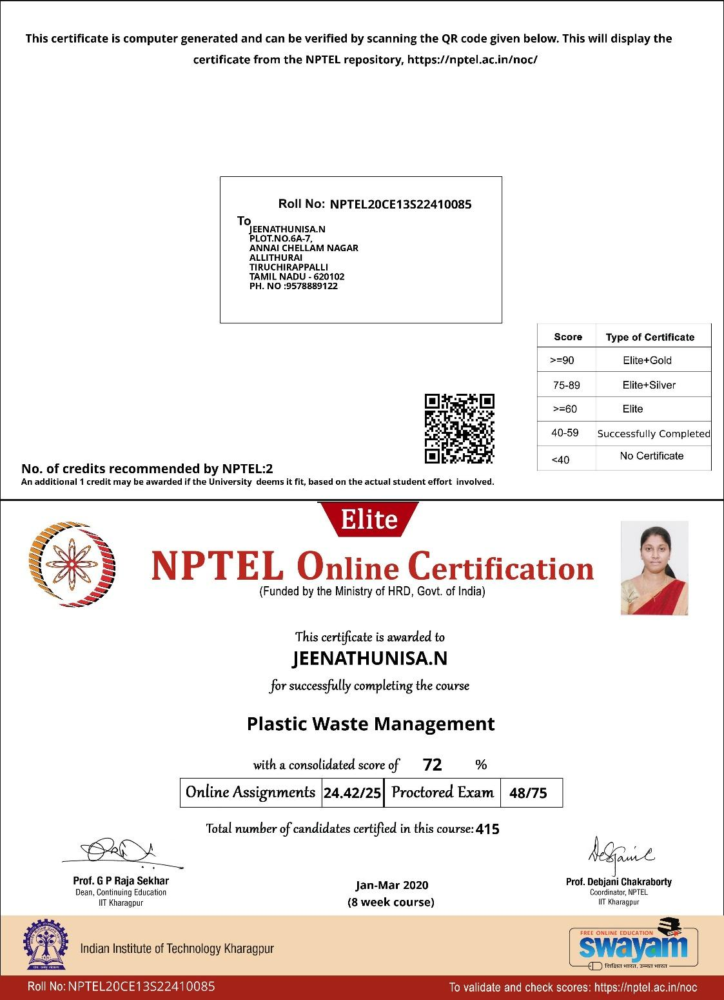 This certificate is computer generated and can be verified by scanning the QR code given below. This will display the
certificate from the NPTEL repository, https://nptel.ac.in/noc/
Roll No: NPTEL20CE13S22410085
To
JEENATHUNISA.N
PLOT.NO.6A-7,
ANNAI CHELLAM NAGAR
ALLITHURAI
TIRUCHIRAPPALLI
TAMIL NADU - 620102
PH. NO :9578889122
Score Type of Certificate
>=90 Elite+Gold
75-89 Elite+Silver
>=60 Elite
40-59 Successfully Completed
<40 No Certificate
No. of credits recommended by NPTEL:2
An additional 1 credit may be awarded if the University deems it fit, based on the actual student effort involved.
Elite
NPTEL Online Certification
(Funded by the Ministry of HRD, Govt. of India)
This certificate is awarded to
JEENATHUNISA.N
for successfully completing the course
Plastic Waste Management
with a consolidated score of 72 %
Online Assignments 24.42/25 Proctored Exam 48/75
Total number of candidates certified in this course: 415
Prof. G P Raja Sekhar
Dean, Continuing Education
IIT Kharagpur
Jan-Mar 2020
(8 week course)
Prof. Debjani Chakraborty
Coordinator, NPTEL
IIT Kharagpur
Indian Institute of Technology Kharagpur
FREE ONLINE EDUCATION
swayam
शिक्षित भारत, उन्नत भारत
Roll No: NPTEL20CE13S22410085
To validate and check scores: https://nptel.ac.in/noc